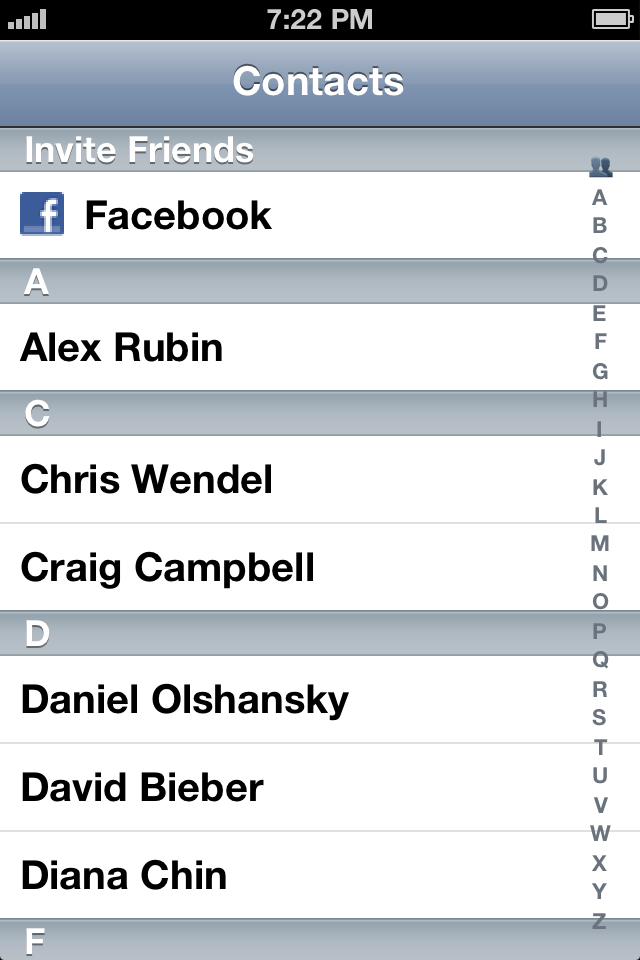 7:22 PM
Contacts
Invite Friends
f Facebook
A
Alex Rubin
C
Chris Wendel
Craig Campbell
D
Daniel Olshansky
David Bieber
Diana Chin
F
A
B
C
D
E
F
G
H
I
J
K
L
M
N
O
P
Q
R
S
T
U
V
W
X
Y
Z